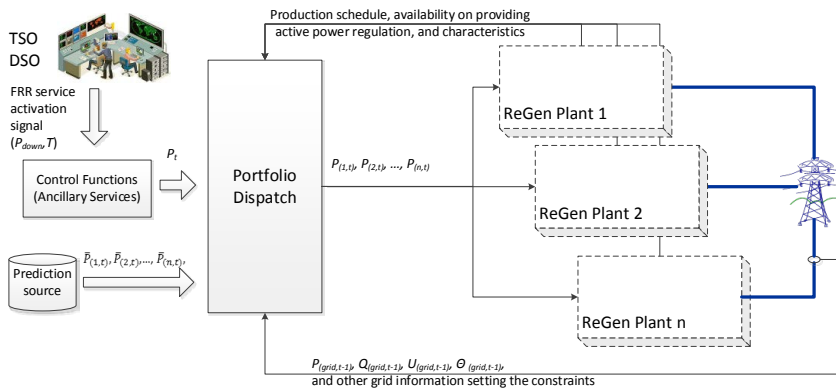 Production schedule, availability on providing
active power regulation, and characteristics
TSO
DSO
FRR service
activation
signal
(P_down,T)
P_t
Control Functions
(Ancillary Services)
Portfolio
Dispatch
P_(1,t), P_(2,t), ..., P_(n,t)
ReGen Plant 1
ReGen Plant 2
ReGen Plant n
P̄_(1,t), P̄_(2,t),..., P̄_(n,t),
Prediction
source
P_(grid,t-1), Q_(grid,t-1), U_(grid,t-1), Θ_(grid,t-1),
and other grid information setting the constraints